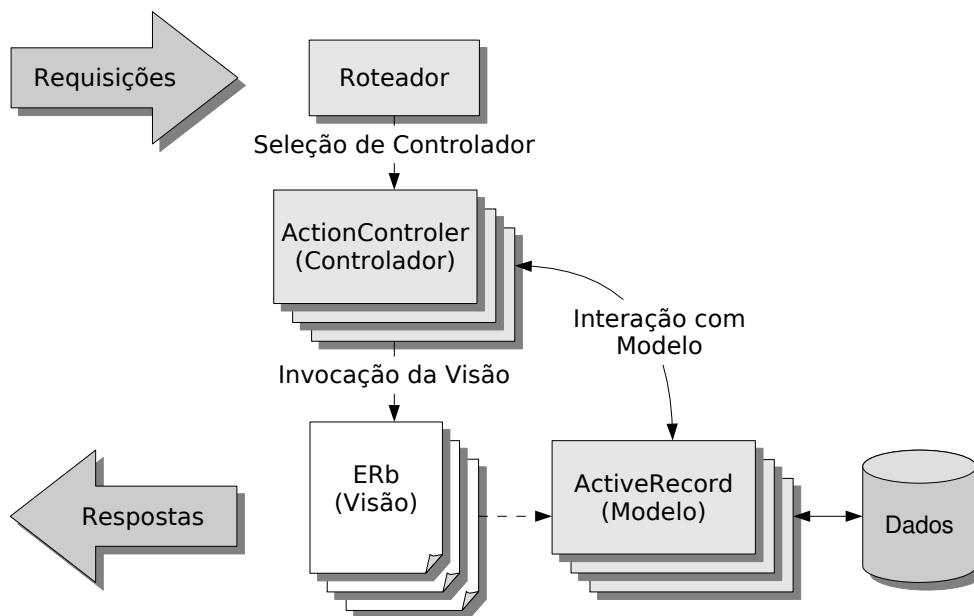 Requisições
Roteador
Seleção de Controlador
ActionControler
(Controlador)
Interação com
Modelo
Invocação da Visão
ERb
(Visão)
ActiveRecord
(Modelo)
Respostas
Dados